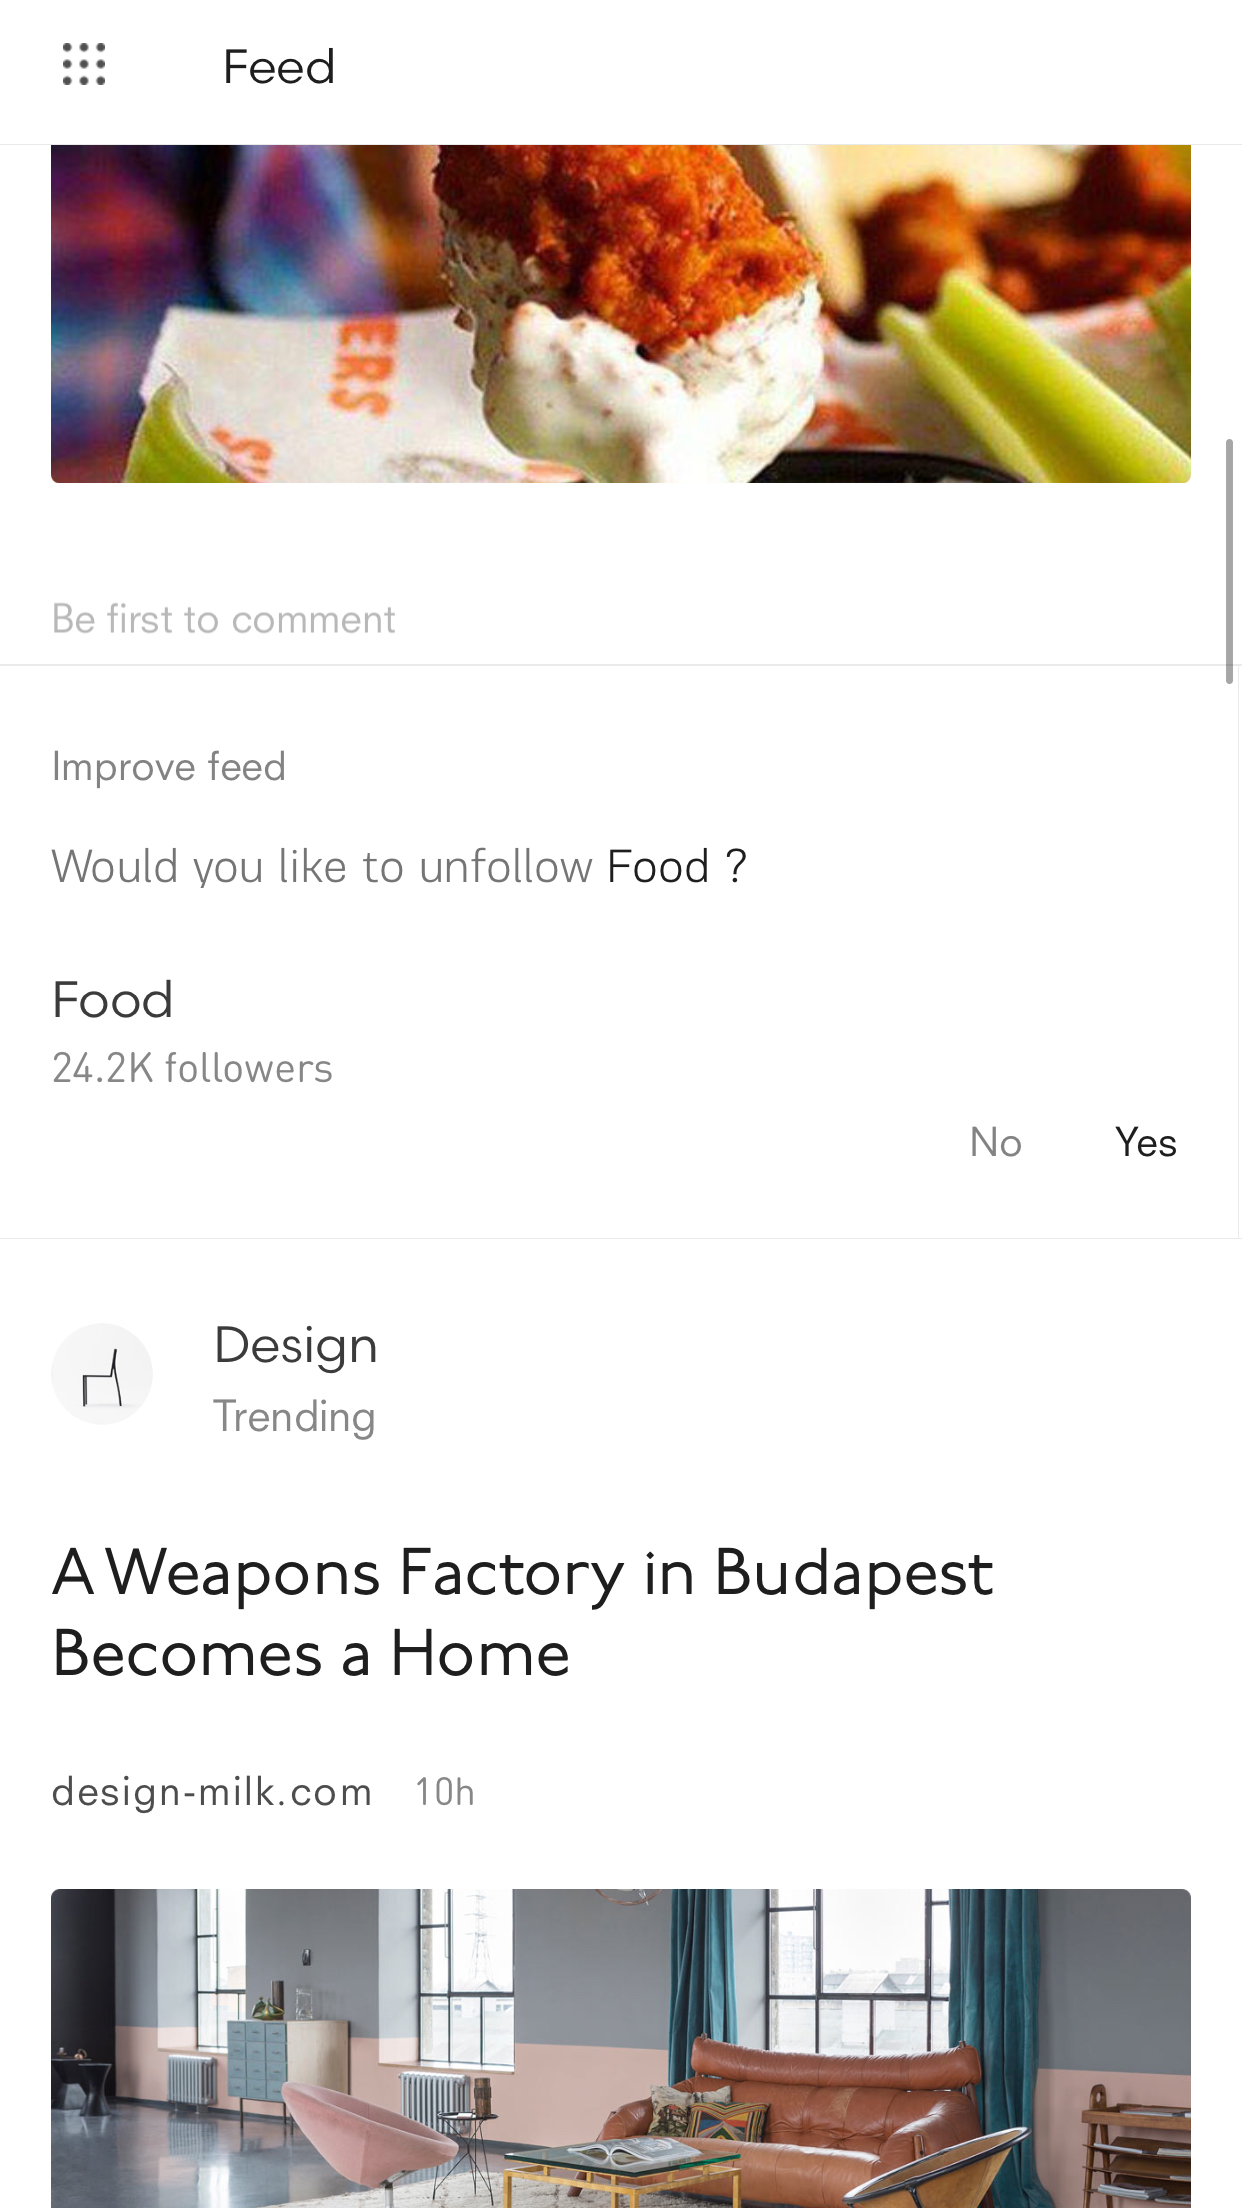 Feed
ERS
Be first to comment
Improve feed
Would you like to unfollow Food ?
Food
24.2K followers
No Yes
Design
Trending
A Weapons Factory in Budapest
Becomes a Home
design-milk.com 10h